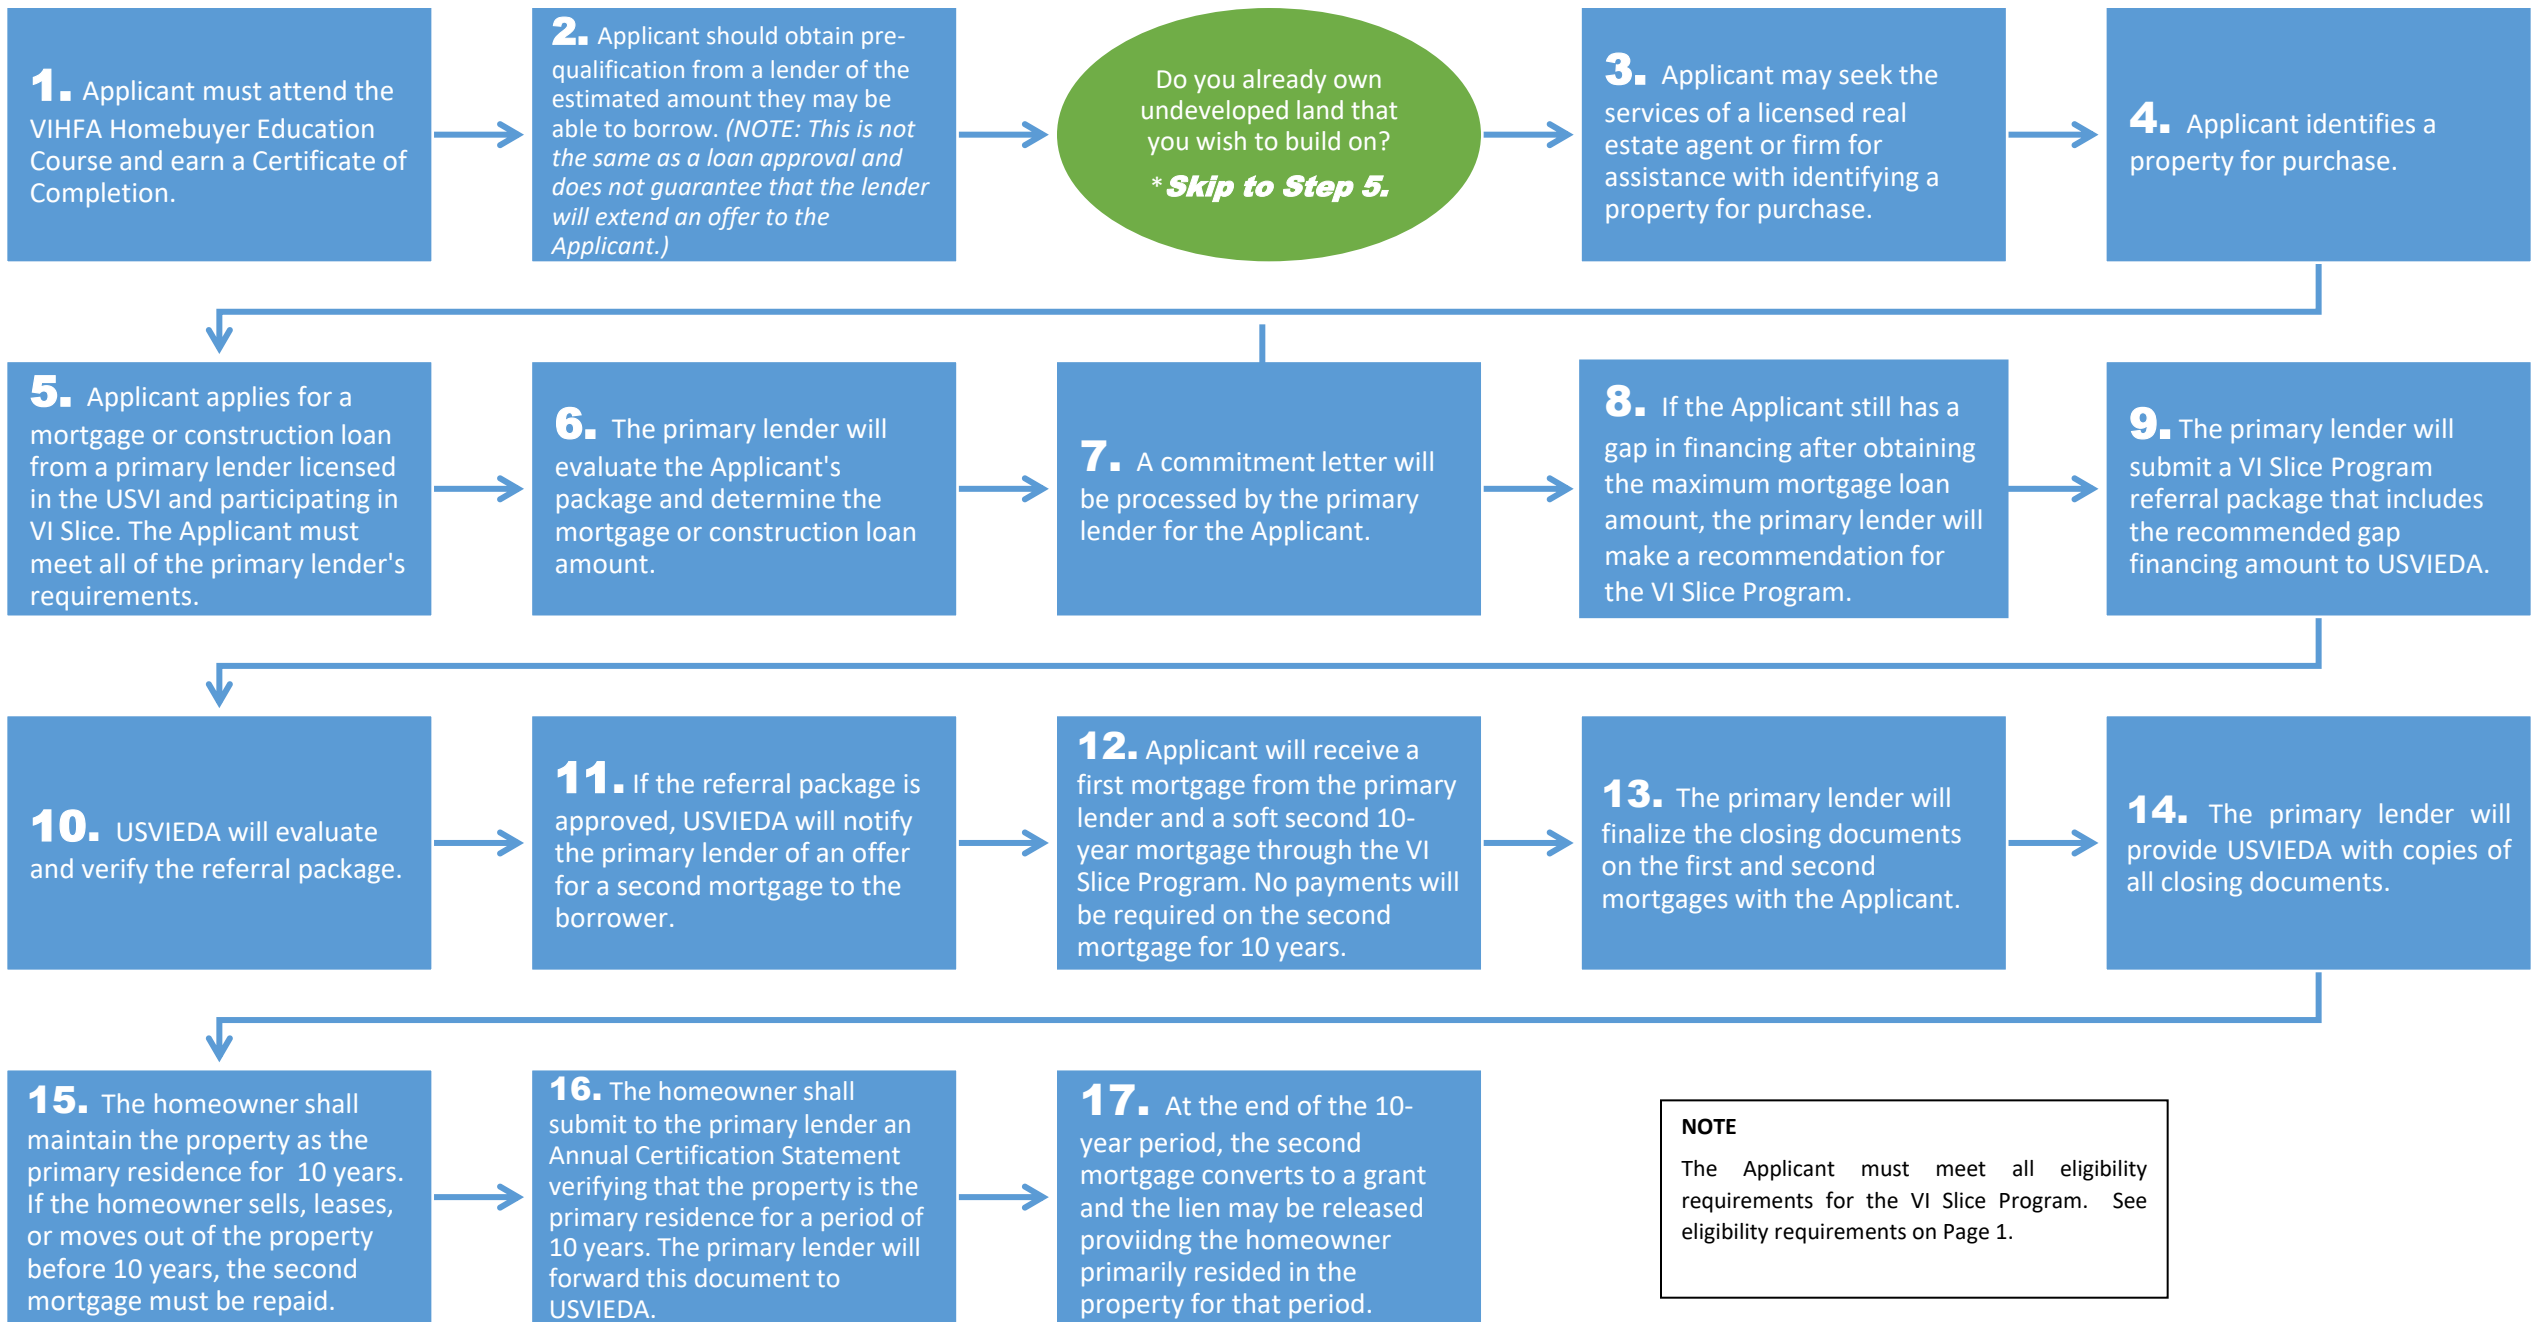 1. Applicant must attend the
VIHFA Homebuyer Education
Course and earn a Certificate of
Completion.
2. Applicant should obtain pre-
qualification from a lender of the
estimated amount they may be
able to borrow. (NOTE: This is not
the same as a loan approval and
does not guarantee that the lender
will extend an offer to the
Applicant.)
Do you already own
undeveloped land that
you wish to build on?
*Skip to Step 5.
3. Applicant may seek the
services of a licensed real
estate agent or firm for
assistance with identifying a
property for purchase.
4. Applicant identifies a
property for purchase.
5. Applicant applies for a
mortgage or construction loan
from a primary lender licensed
in the USVI and participating in
VI Slice. The Applicant must
meet all of the primary lender's
requirements.
6. The primary lender will
evaluate the Applicant's
package and determine the
mortgage or construction loan
amount.
7. A commitment letter will
be processed by the primary
lender for the Applicant.
8. If the Applicant still has a
gap in financing after obtaining
the maximum mortgage loan
amount, the primary lender will
make a recommendation for
the VI Slice Program.
9. The primary lender will
submit a VI Slice Program
referral package that includes
the recommended gap
financing amount to USVIEDA.
10. USVIEDA will evaluate
and verify the referral package.
11. If the referral package is
approved, USVIEDA will notify
the primary lender of an offer
for a second mortgage to the
borrower.
12. Applicant will receive a
first mortgage from the primary
lender and a soft second 10-
year mortgage through the VI
Slice Program. No payments will
be required on the second
mortgage for 10 years.
13. The primary lender will
finalize the closing documents
on the first and second
mortgages with the Applicant.
14. The primary lender will
provide USVIEDA with copies of
all closing documents.
15. The homeowner shall
maintain the property as the
primary residence for 10 years.
If the homeowner sells, leases,
or moves out of the property
before 10 years, the second
mortgage must be repaid.
16. The homeowner shall
submit to the primary lender an
Annual Certification Statement
verifying that the property is the
primary residence for a period of
10 years. The primary lender will
forward this document to
USVIEDA.
17. At the end of the 10-
year period, the second
mortgage converts to a grant
and the lien may be released
proviidng the homeowner
primarily resided in the
property for that period.
NOTE
The Applicant must meet all eligibility
requirements for the VI Slice Program. See
eligibility requirements on Page 1.